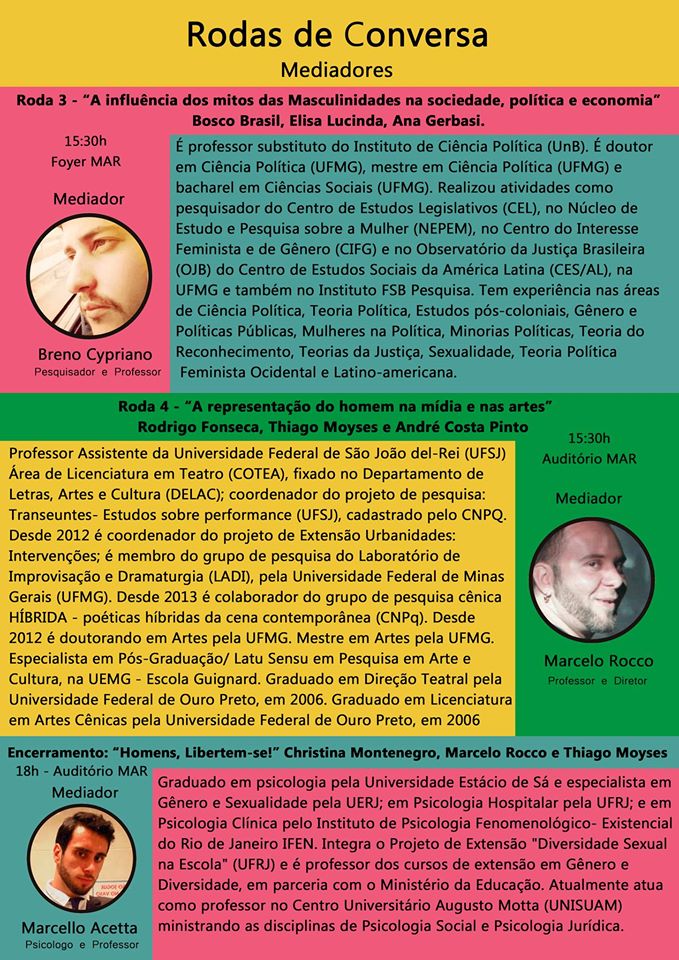 Rodas de Conversa
Mediadores
Roda 3 - “A influência dos mitos das Masculinidades na sociedade, política e economia”
Bosco Brasil, Elisa Lucinda, Ana Gerbasi.
15:30h
Foyer MAR
Mediador
Breno Cypriano
Pesquisador e Professor
É professor substituto do Instituto de Ciência Política (UnB). É doutor
em Ciência Política (UFMG), mestre em Ciência Política (UFMG) e
bacharel em Ciências Sociais (UFMG). Realizou atividades como
pesquisador do Centro de Estudos Legislativos (CEL), no Núcleo de
Estudo e Pesquisa sobre a Mulher (NEPEM), no Centro do Interesse
Feminista e de Gênero (CIFG) e no Observatório da Justiça Brasileira
(OJB) do Centro de Estudos Sociais da América Latina (CES/AL), na
UFMG e também no Instituto FSB Pesquisa. Tem experiência nas áreas
de Ciência Política, Teoria Política, Estudos pós-coloniais, Gênero e
Políticas Públicas, Mulheres na Política, Minorias Políticas, Teoria do
Reconhecimento, Teorias da Justiça, Sexualidade, Teoria Política
Feminista Ocidental e Latino-americana.
Roda 4 - “A representação do homem na mídia e nas artes”
Rodrigo Fonseca, Thiago Moyses e André Costa Pinto
Professor Assistente da Universidade Federal de São João del-Rei (UFSJ)
Área de Licenciatura em Teatro (COTEA), fixado no Departamento de
Letras, Artes e Cultura (DELAC); coordenador do projeto de pesquisa:
Transeuntes- Estudos sobre performance (UFSJ), cadastrado pelo CNPQ.
Desde 2012 é coordenador do projeto de Extensão Urbanidades:
Intervenções; é membro do grupo de pesquisa do Laboratório de
Improvisação e Dramaturgia (LADI), pela Universidade Federal de Minas
Gerais (UFMG). Desde 2013 é colaborador do grupo de pesquisa cênica
HÍBRIDA - poéticas híbridas da cena contemporânea (CNPq). Desde
2012 é doutorando em Artes pela UFMG. Mestre em Artes pela UFMG.
Especialista em Pós-Graduação/ Latu Sensu em Pesquisa em Arte e
Cultura, na UEMG - Escola Guignard. Graduado em Direção Teatral pela
Universidade Federal de Ouro Preto, em 2006. Graduado em Licenciatura
em Artes Cênicas pela Universidade Federal de Ouro Preto, em 2006
15:30h
Auditório MAR
Mediador
Marcelo Rocco
Professor e Diretor
Encerramento: “Homens, Libertem-se!” Christina Montenegro, Marcelo Rocco e Thiago Moyses
18h - Auditório MAR
Mediador
Marcello Acetta
Psicologo e Professor
Graduado em psicologia pela Universidade Estácio de Sá e especialista em
Gênero e Sexualidade pela UERJ; em Psicologia Hospitalar pela UFRJ; e em
Psicologia Clínica pelo Instituto de Psicologia Fenomológico- Existencial
do Rio de Janeiro IFEN. Integra o Projeto de Extensão "Diversidade Sexual
na Escola" (UFRJ) e é professor dos cursos de extensão em Gênero e
Diversidade, em parceria com o Ministério da Educação. Atualmente atua
como professor no Centro Universitário Augusto Motta (UNISUAM)
ministrando as disciplinas de Psicologia Social e Psicologia Jurídica.